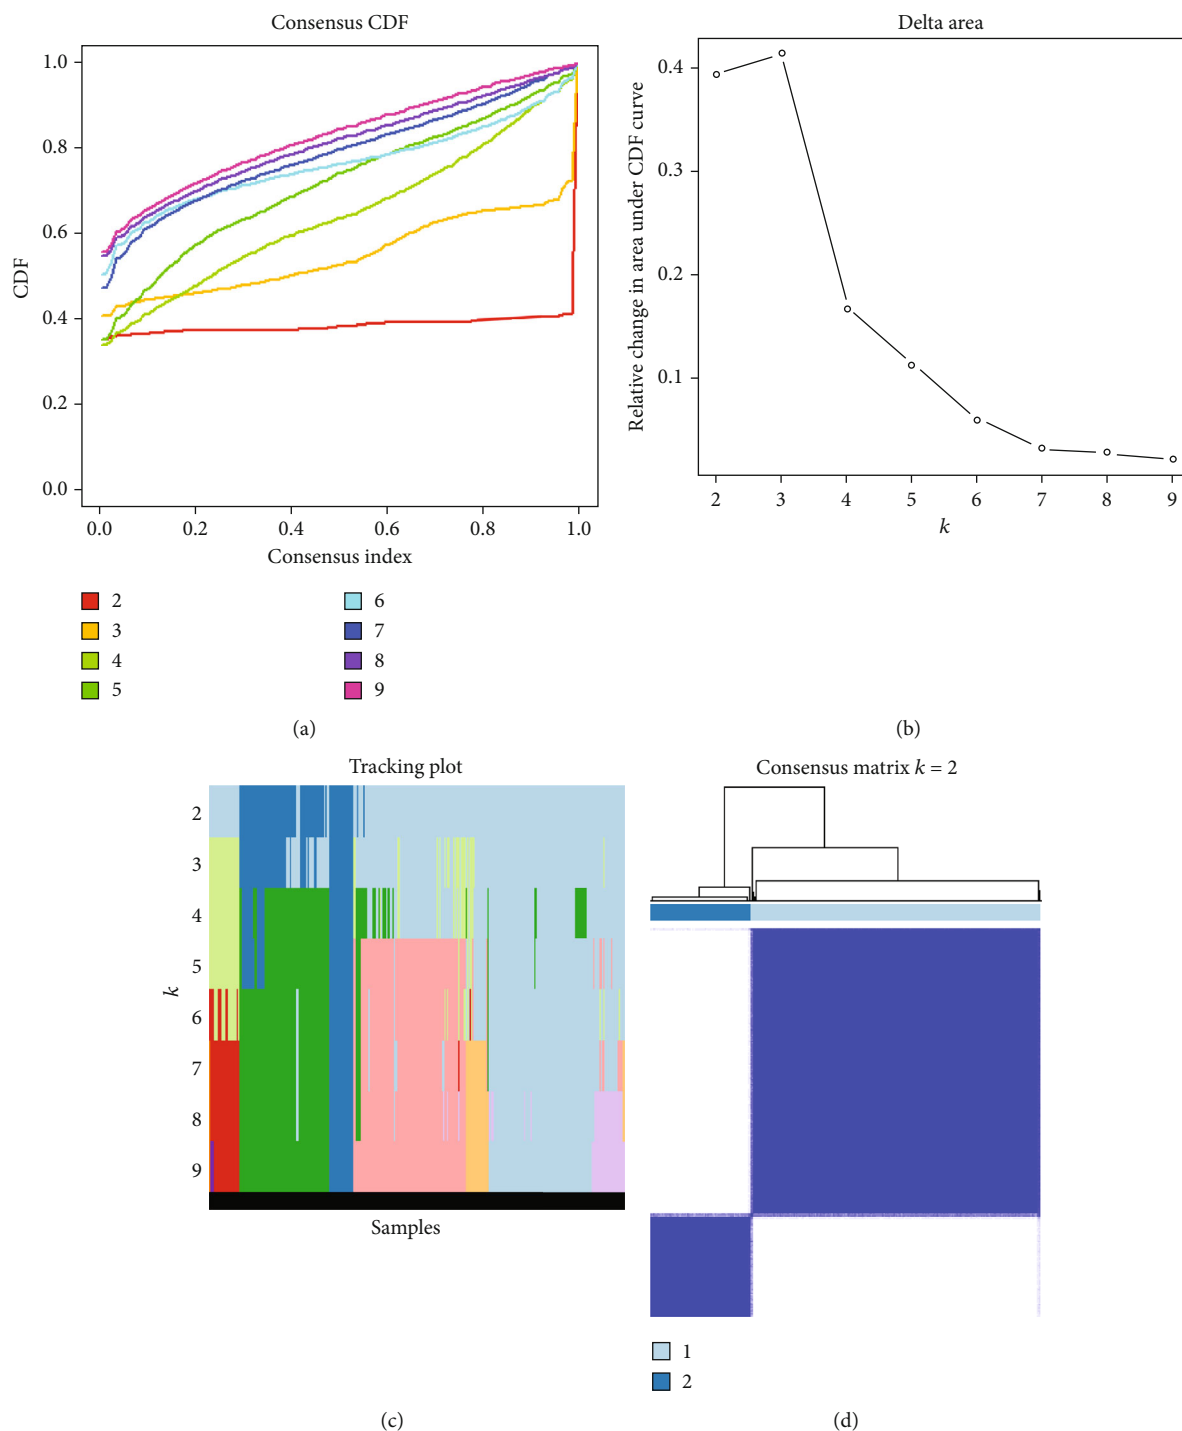 Consensus CDF
1.0
0.8
0.6
0.4
0.2
0.0
CDF
0.0 0.2 0.4 0.6 0.8 1.0
Consensus index
2
3
4
5
6
7
8
9
(a)
Delta area
0.4
0.3
0.2
0.1
Relative change in area under CDF curve
2 3 4 5 6 7 8 9
k
(b)
Tracking plot
2
3
4
5
6
7
8
9
k
Samples
(c)
Consensus matrix k = 2
1
2
(d)